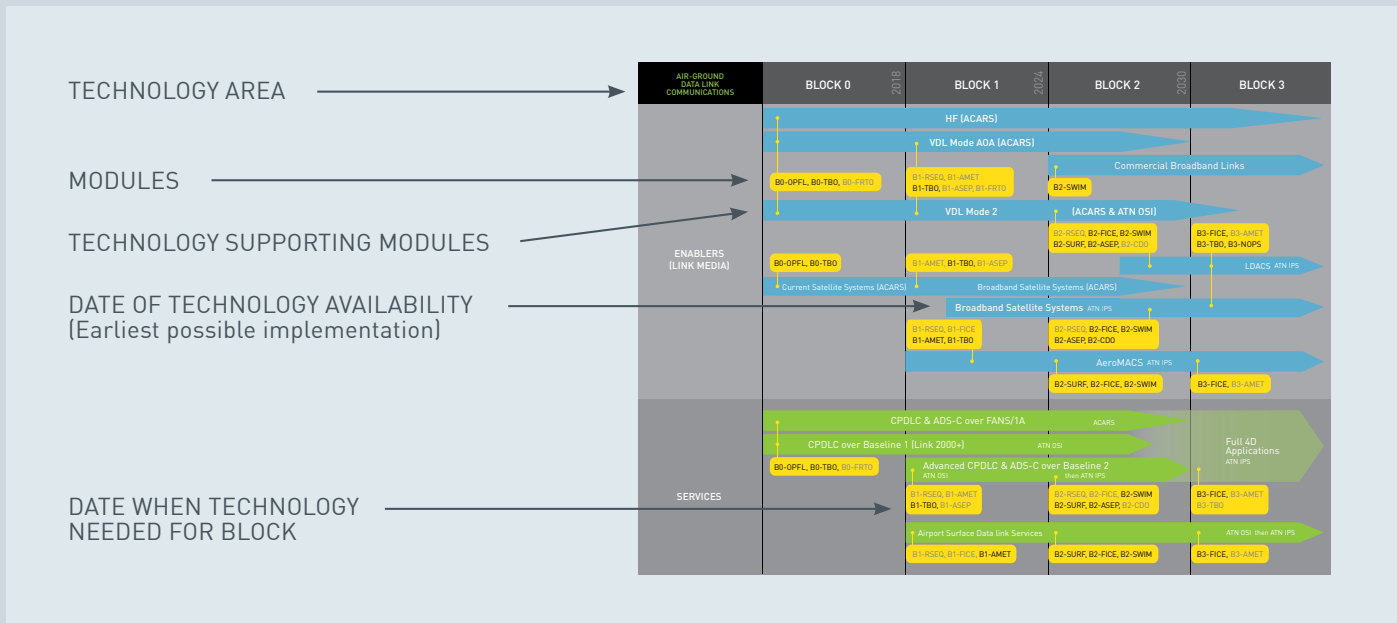 TECHNOLOGY AREA
MODULES
TECHNOLOGY SUPPORTING MODULES
DATE OF TECHNOLOGY AVAILABILITY
(Earliest possible implementation)
DATE WHEN TECHNOLOGY
NEEDED FOR BLOCK
AIR-GROUND
DATA LINK
COMMUNICATIONS
BLOCK 0
2018
BLOCK 1
2024
BLOCK 2
2030
BLOCK 3
ENABLERS
(LINK MEDIA)
HF (ACARS)
VDL Mode AOA (ACARS)
Commercial Broadband Links
B0-OPFL, B0-TBO, B0-FRTO
B1-RSEQ, B1-AMET
B1-TBO, B1-ASEP, B1-FRTO
B2-SWIM
VDL Mode 2
(ACARS & ATN OSI)
B2-RSEQ, B2-FICE, B2-SWIM
B2-SURF, B2-ASEP, B2-CDO
B3-FICE, B3-AMET
B3-TBO, B3-NOPS
B0-OPFL, B0-TBO
B1-AMET, B1-TBO, B1-ASEP
LDACS ATN IPS
Current Satellite Systems (ACARS)
Broadband Satellite Systems (ACARS)
Broadband Satellite Systems ATN IPS
B1-RSEQ, B1-FICE
B1-AMET, B1-TBO
B2-RSEQ, B2-FICE, B2-SWIM
B2-ASEP, B2-CDO
AeroMACS ATN IPS
B2-SURF, B2-FICE, B2-SWIM
B3-FICE, B3-AMET
SERVICES
CPDLC & ADS-C over FANS/1A ACARS
CPDLC over Baseline 1 (Link 2000+) ATN OSI
Full 4D
Applications
ATN IPS
B0-OPFL, B0-TBO, B0-FRTO
Advanced CPDLC & ADS-C over Baseline 2
ATN OSI then ATN IPS
B1-RSEQ, B1-AMET
B1-TBO, B1-ASEP
B2-RSEQ, B2-FICE, B2-SWIM
B2-SURF, B2-ASEP, B2-CDO
B3-FICE, B3-AMET
B3-TBO
Airport Surface Data link Services
ATN OSI then ATN IPS
B1-RSEQ, B1-FICE, B1-AMET
B2-SURF, B2-FICE, B2-SWIM
B3-FICE, B3-AMET